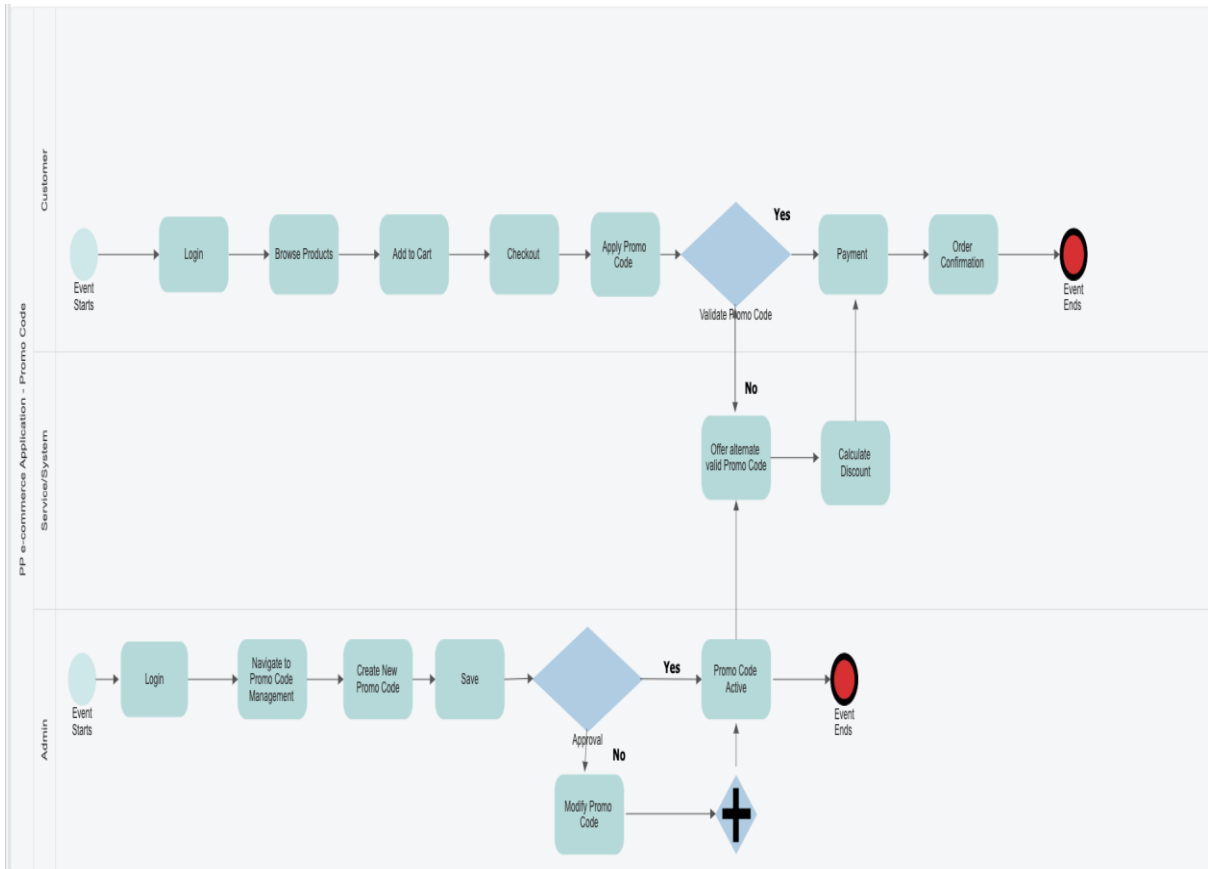 PP e-commerce Application - Promo Code
Customer
Event
Starts
Login
Browse Products
Add to Cart
Checkout
Apply Promo
Code
Validate Promo Code
Yes
No
Payment
Order
Confirmation
Event
Ends
Service/System
Offer alternate
valid Promo Code
Calculate
Discount
Admin
Event
Starts
Login
Navigate to
Promo Code
Management
Create New
Promo Code
Save
Approval
Yes
No
Promo Code
Active
Event
Ends
Modify Promo
Code